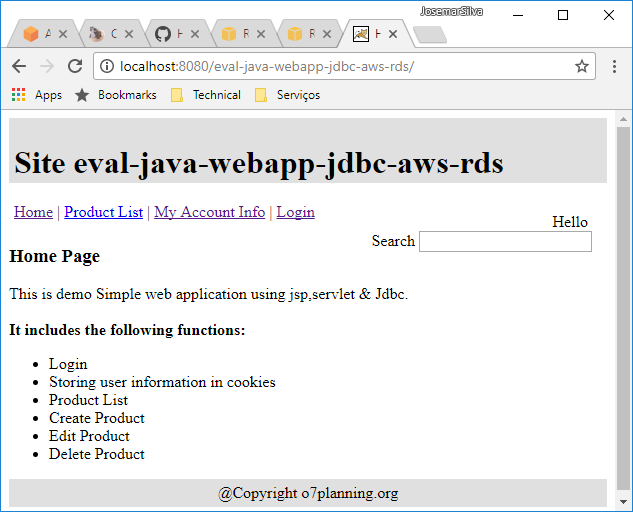 JosemarSilva
A
C
H
R
R
H
localhost:8080/eval-java-webapp-jdbc-aws-rds/
Apps Bookmarks Technical Serviços
Site eval-java-webapp-jdbc-aws-rds
Home | Product List | My Account Info | Login
Hello
Search
Home Page
This is demo Simple web application using jsp,servlet & Jdbc.
It includes the following functions:
• Login
• Storing user information in cookies
• Product List
• Create Product
• Edit Product
• Delete Product
@Copyright o7planning.org